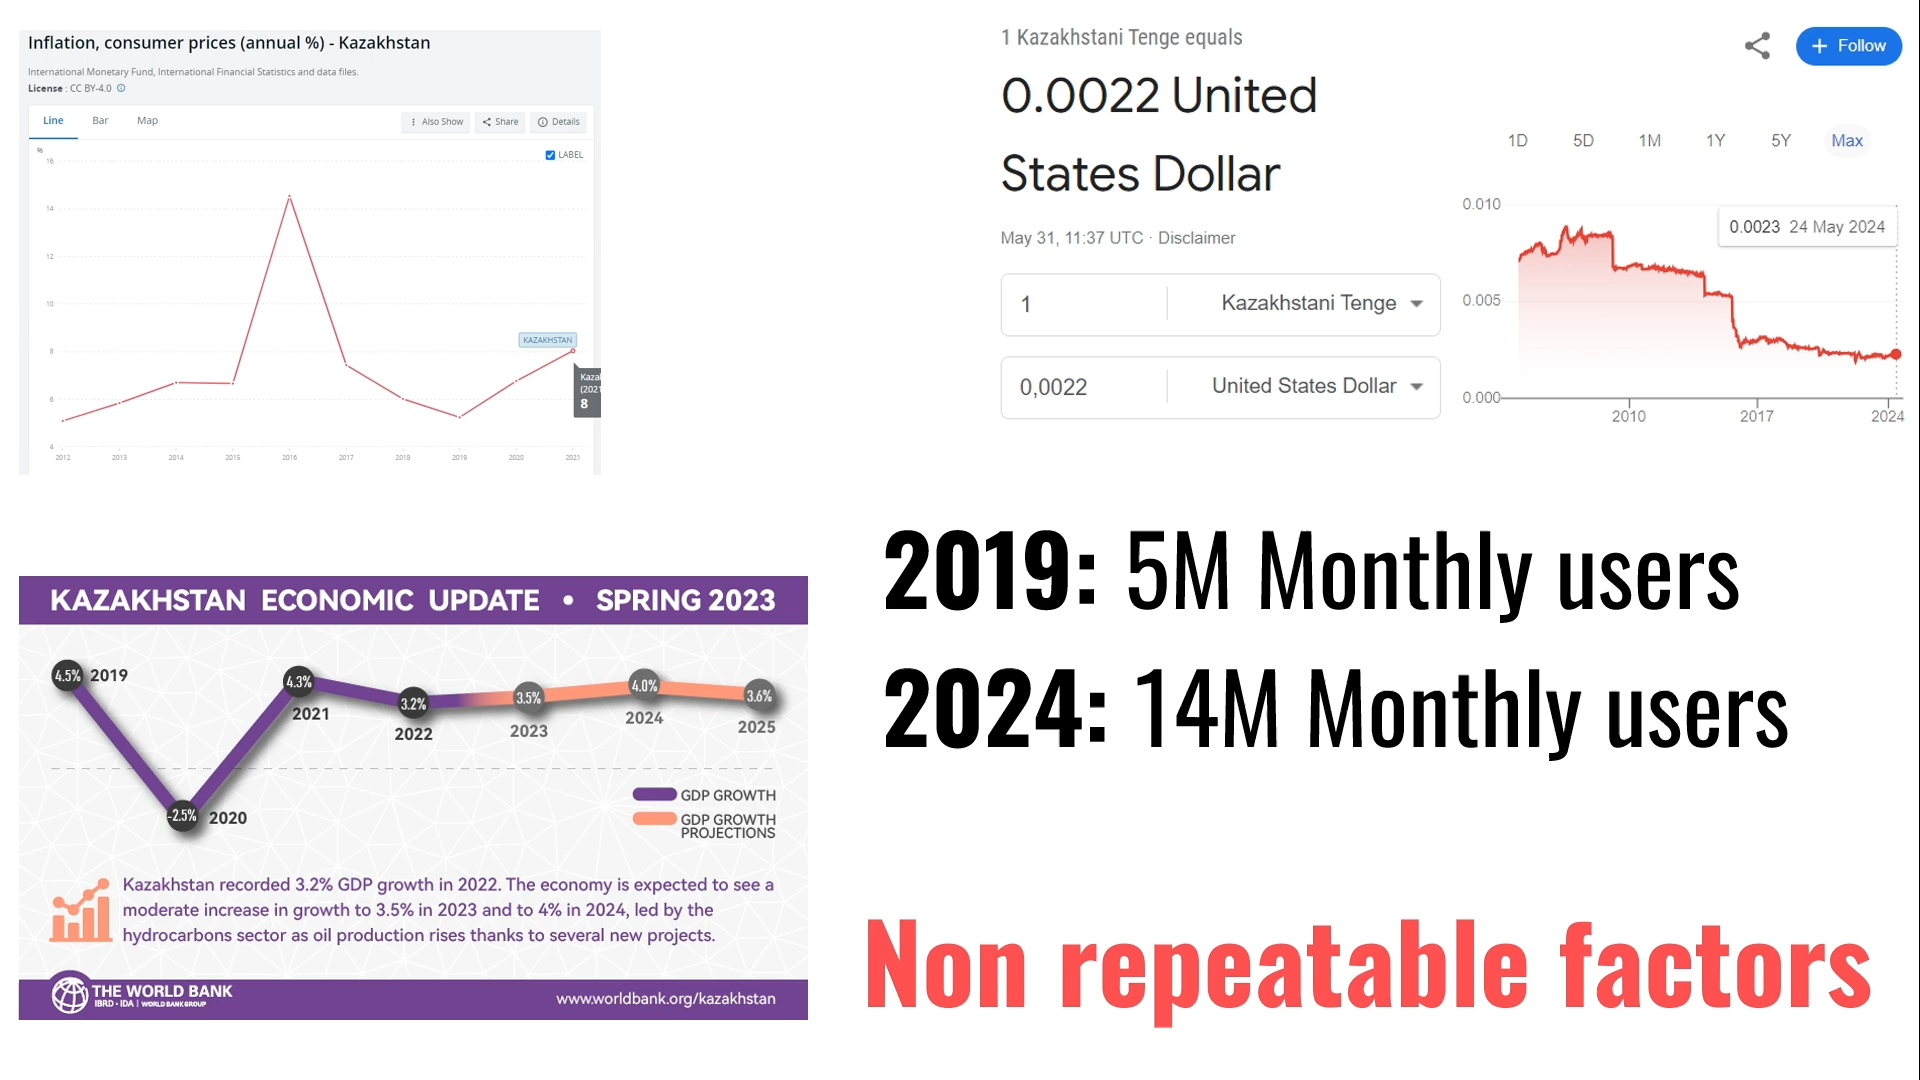 Inflation, consumer prices (annual %) - Kazakhstan
International Monetary Fund, International Financial Statistics and data files.
License : CC BY-4.0
Line Bar Map
Also Show Share Details
%
LABEL
16
14
12
10
8
6
4
KAZAKHSTAN
Kazal
(2021
8
2012 2013 2014 2015 2016 2017 2018 2019 2020 2021
1 Kazakhstani Tenge equals
0.0022 United
States Dollar
May 31, 11:37 UTC · Disclaimer
1 Kazakhstani Tenge
0,0022 United States Dollar
+ Follow
1D 5D 1M 1Y 5Y Max
0.010
0.005
0.000
0.0023 24 May 2024
2010 2017 2024
KAZAKHSTAN ECONOMIC UPDATE • SPRING 2023
4.5% 2019
-2.5% 2020
4.3% 2021
3.2% 2022
3.5% 2023
4.0% 2024
3.6% 2025
GDP GROWTH
GDP GROWTH
PROJECTIONS
Kazakhstan recorded 3.2% GDP growth in 2022. The economy is expected to see a
moderate increase in growth to 3.5% in 2023 and to 4% in 2024, led by the
hydrocarbons sector as oil production rises thanks to several new projects.
THE WORLD BANK
IBRD • IDA | WORLD BANK GROUP
www.worldbank.org/kazakhstan
2019: 5M Monthly users
2024: 14M Monthly users
Non repeatable factors